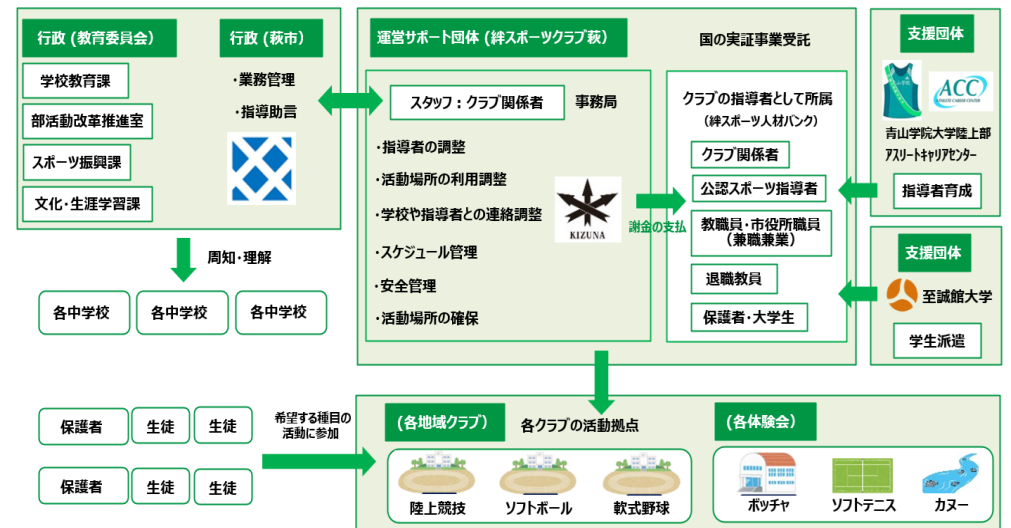 行政 (教育委員会)
学校教育課
部活動改革推進室
スポーツ振興課
文化・生涯学習課
行政 (萩市)
・業務管理
・指導助言
周知・理解
各中学校
各中学校
各中学校
運営サポート団体 (絆スポーツクラブ萩)
スタッフ：クラブ関係者
事務局
・指導者の調整
・活動場所の利用調整
・学校や指導者との連絡調整
・スケジュール管理
・安全管理
・活動場所の確保
KIZUNA
謝金の支払
国の実証事業受託
クラブの指導者として所属
(絆スポーツ人材バンク)
クラブ関係者
公認スポーツ指導者
教職員・市役所職員
(兼職兼業)
退職教員
保護者・大学生
支援団体
ACC
ATHLETE CAREER CENTER
青山学院大学陸上部
アスリートキャリアセンター
指導者育成
支援団体
至誠館大学
学生派遣
保護者
生徒
生徒
保護者
生徒
生徒
希望する種目の
活動に参加
(各地域クラブ)
各クラブの活動拠点
陸上競技
ソフトボール
軟式野球
(各体験会)
ボッチャ
ソフトテニス
カヌー